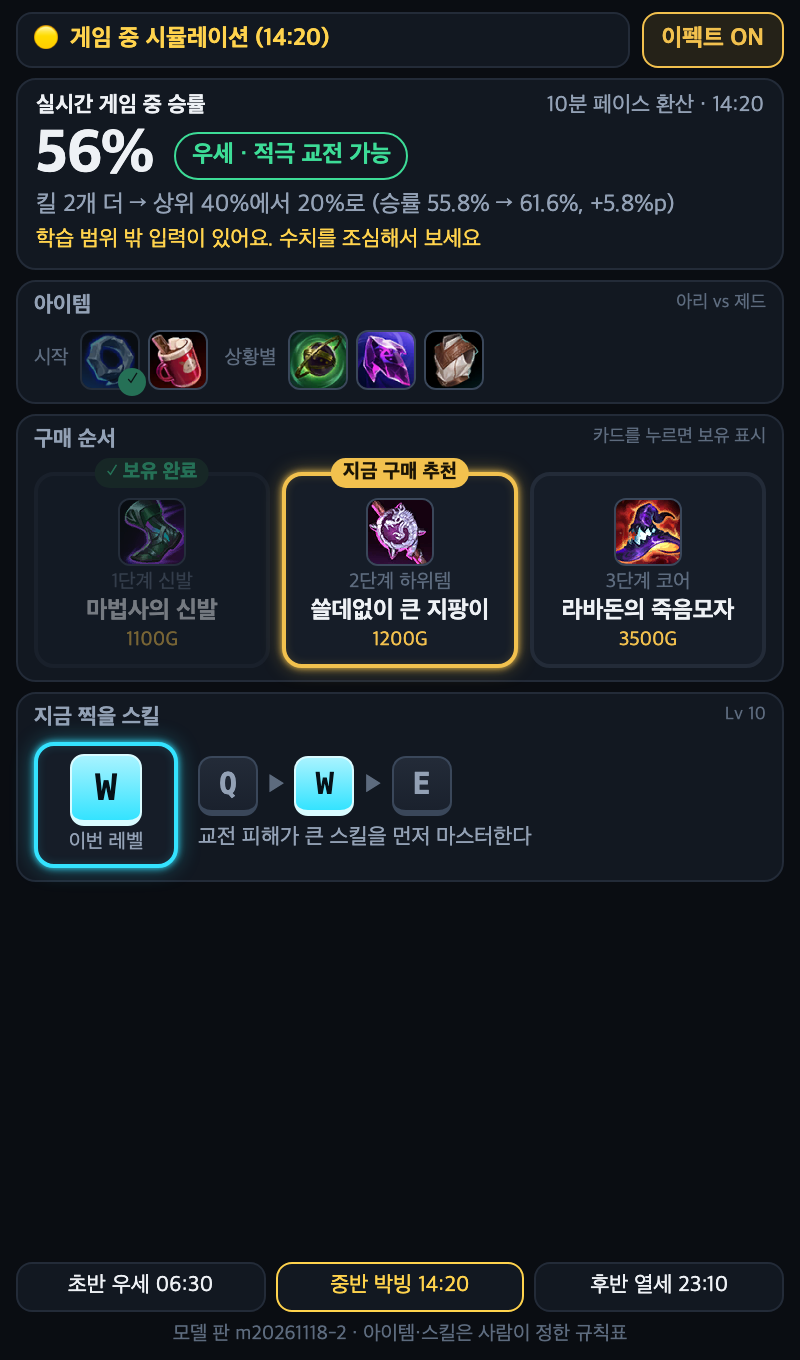 게임 중 시뮬레이션 (14:20)
이펙트 ON
실시간 게임 중 승률
10분 페이스 환산 · 14:20
56%
우세 · 적극 교전 가능
킬 2개 더 → 상위 40%에서 20%로 (승률 55.8% → 61.6%, +5.8%p)
학습 범위 밖 입력이 있어요. 수치를 조심해서 보세요
아이템
아리 vs 제드
시작
상황별
구매 순서
카드를 누르면 보유 표시
✓ 보유 완료
1단계 신발
마법사의 신발
1100G
지금 구매 추천
2단계 하위템
쓸데없이 큰 지팡이
1200G
3단계 코어
라바돈의 죽음모자
3500G
지금 찍을 스킬
Lv 10
W
이번 레벨
Q ▶ W ▶ E
교전 피해가 큰 스킬을 먼저 마스터한다
초반 우세 06:30
중반 박빙 14:20
후반 열세 23:10
모델 판 m20261118-2 · 아이템·스킬은 사람이 정한 규칙표